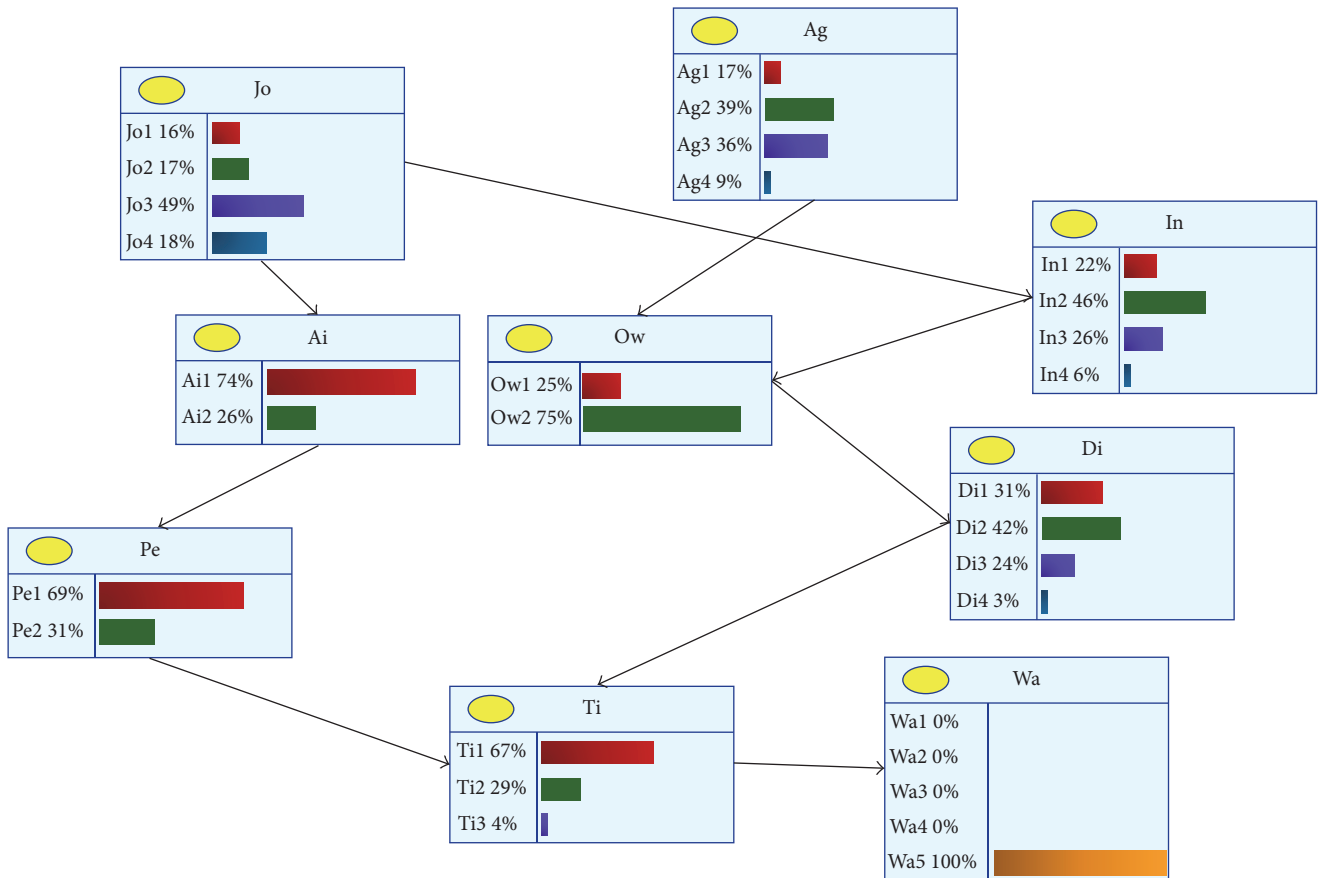 Ag
Ag1 17%
Ag2 39%
Ag3 36%
Ag4 9%
Jo
Jo1 16%
Jo2 17%
Jo3 49%
Jo4 18%
In
In1 22%
In2 46%
In3 26%
In4 6%
Ai
Ai1 74%
Ai2 26%
Ow
Ow1 25%
Ow2 75%
Di
Di1 31%
Di2 42%
Di3 24%
Di4 3%
Pe
Pe1 69%
Pe2 31%
Ti
Ti1 67%
Ti2 29%
Ti3 4%
Wa
Wa1 0%
Wa2 0%
Wa3 0%
Wa4 0%
Wa5 100%